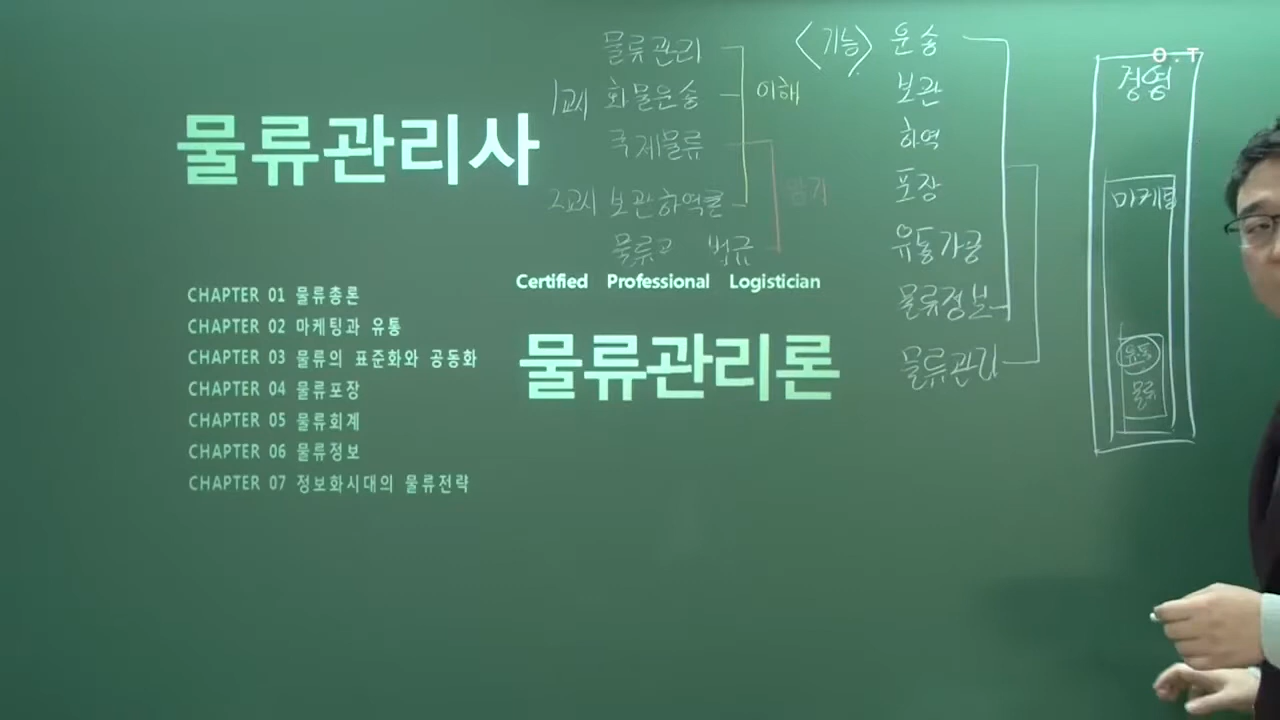 O.T
물류관리사
CHAPTER 01 물류총론
CHAPTER 02 마케팅과 유통
CHAPTER 03 물류의 표준화와 공동화
CHAPTER 04 물류포장
CHAPTER 05 물류회계
CHAPTER 06 물류정보
CHAPTER 07 정보화시대의 물류전략
물류관리
1교시 화물운송
이해
국제물류
2교시 보관하역론
암기
물류관 법규
Certified Professional Logistician
물류관리론
<기능> 운송
보관
하역
포장
유통가공
물류정보
물류관리
경영
마케팅
유통
물류